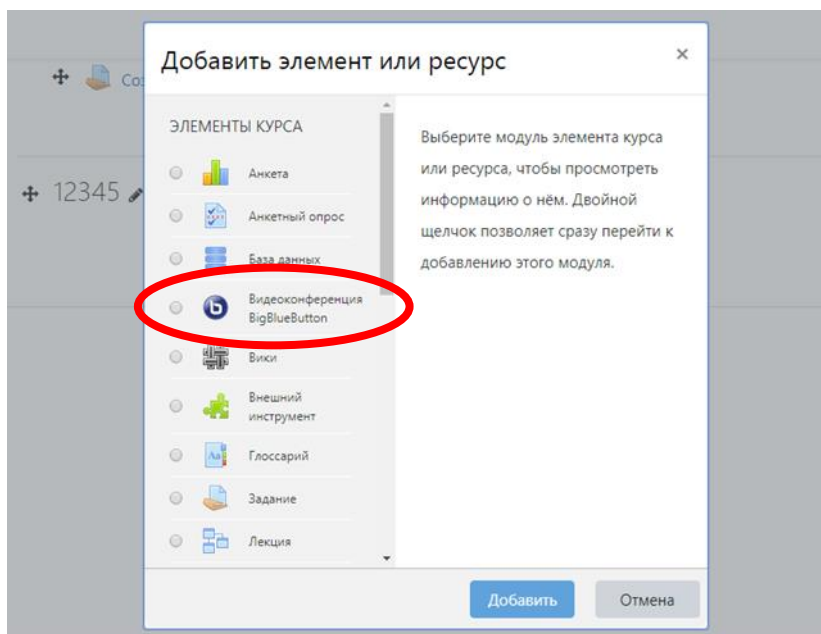 Добавить элемент или ресурс
×
Соз
ЭЛЕМЕНТЫ КУРСА
Анкета
Анкетный опрос
База данных
Видеоконференция
BigBlueButton
Вики
Внешний
инструмент
Глоссарий
Задание
Лекция
Выберите модуль элемента курса
или ресурса, чтобы просмотреть
информацию о нём. Двойной
щелчок позволяет сразу перейти к
добавлению этого модуля.
12345
Добавить
Отмена